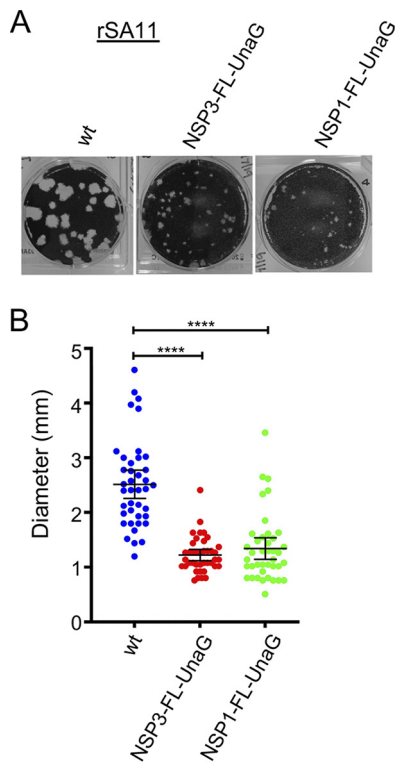 A
rSA11
wt
NSP3-FL-UnaG
NSP1-FL-UnaG
4
B
****
****
5
4
3
2
1
0
Diameter (mm)
wt
NSP3-FL-UnaG
NSP1-FL-UnaG